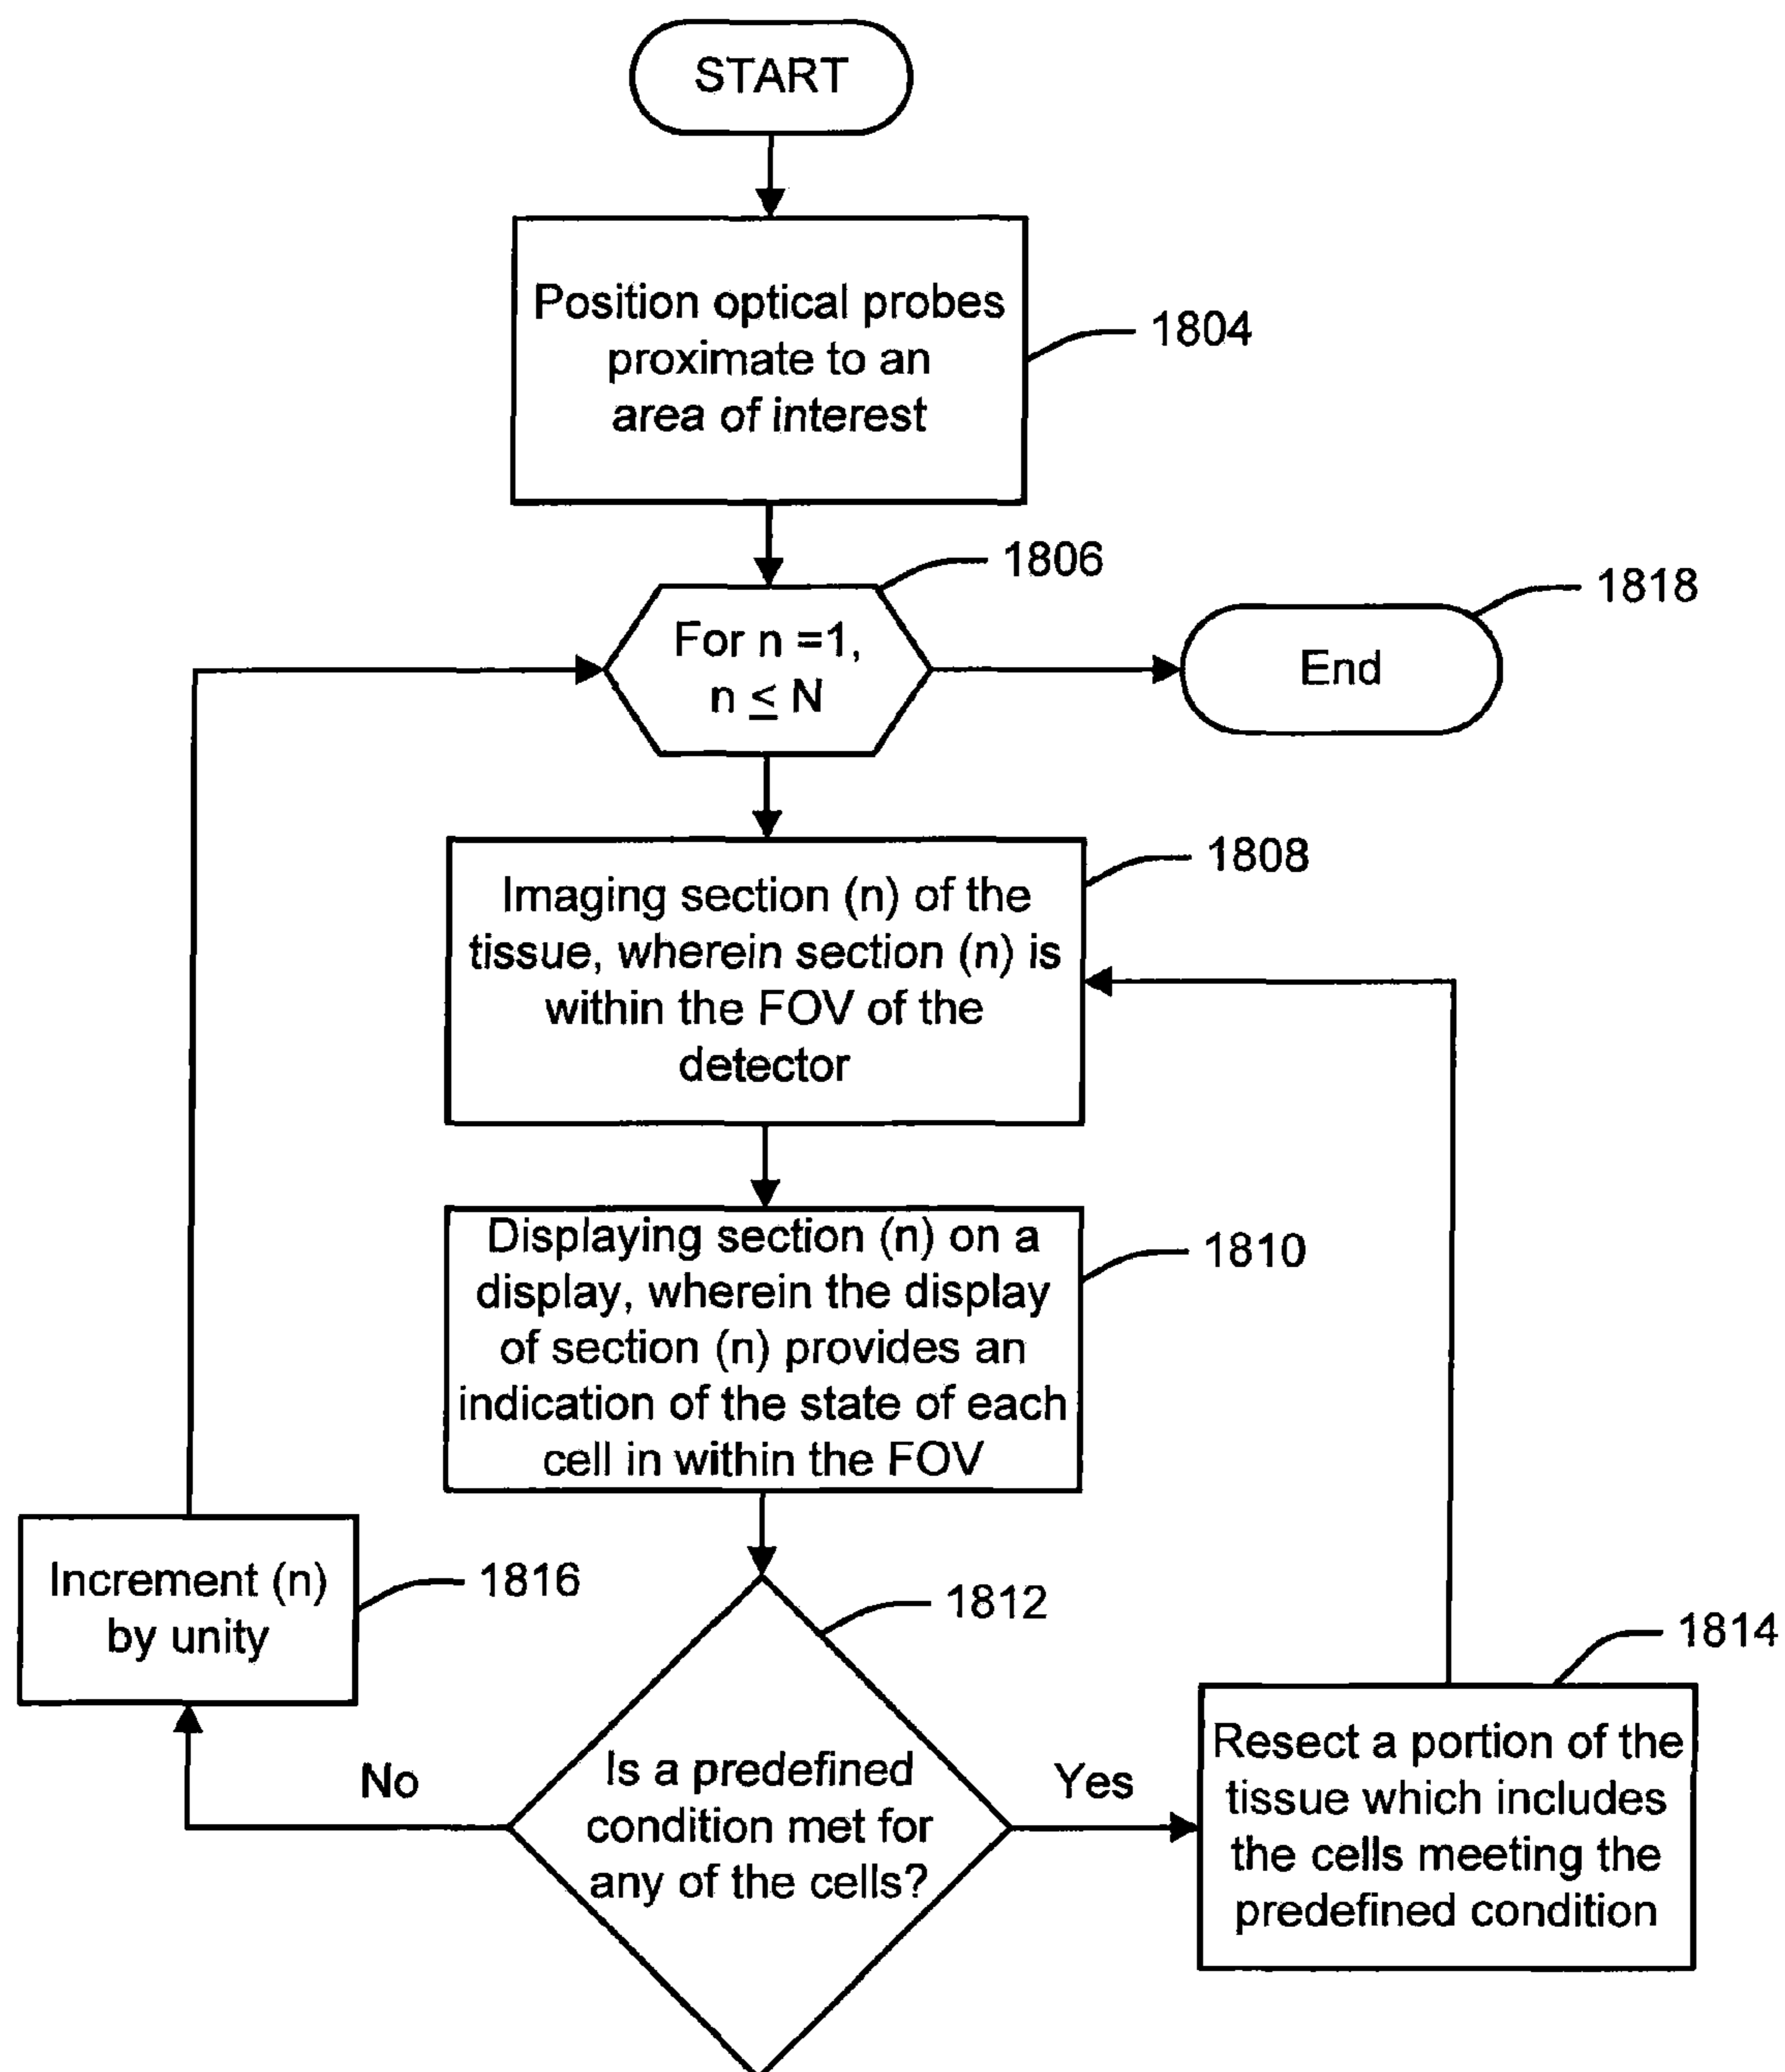 START
Position optical probes
proximate to an
area of interest
1804
1806
For n =1,
n ≤ N
1818
End
1808
Imaging section (n) of the
tissue, wherein section (n) is
within the FOV of the
detector
1810
Displaying section (n) on a
display, wherein the display
of section (n) provides an
indication of the state of each
cell in within the FOV
Increment (n)
by unity
1816
1812
1814
No
Is a predefined
condition met for
any of the cells?
Yes
Resect a portion of the
tissue which includes
the cells meeting the
predefined condition